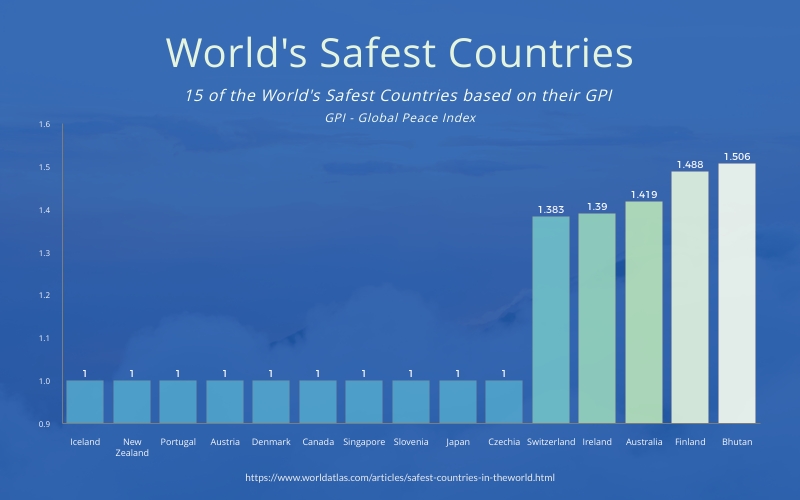 World's Safest Countries
15 of the World's Safest Countries based on their GPI
GPI - Global Peace Index
1.6
1.5
1.4
1.3
1.2
1.1
1.0
0.9
1 1 1 1 1 1 1 1 1 1 1.383 1.39 1.419 1.488 1.506
Iceland New Portugal Austria Denmark Canada Singapore Slovenia Japan Czechia Switzerland Ireland Australia Finland Bhutan
Zealand
https://www.worldatlas.com/articles/safest-countries-in-theworld.html